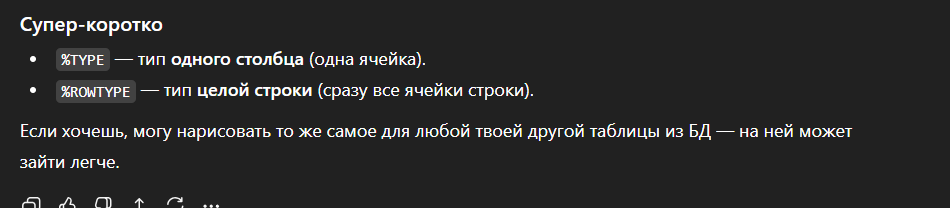 Супер-коротко
• %TYPE — тип одного столбца (одна ячейка).
• %ROWTYPE — тип целой строки (сразу все ячейки строки).
Если хочешь, могу нарисовать то же самое для любой твоей другой таблицы из БД — на ней может
зайти легче.